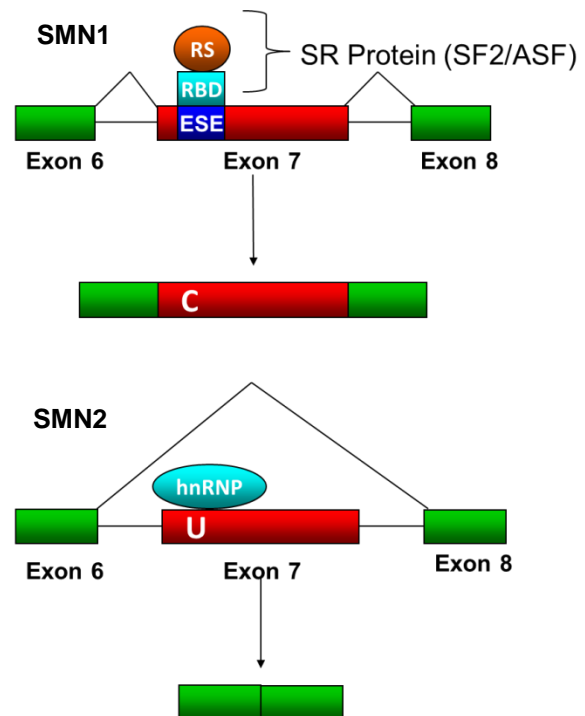 SMN1
RS
SR Protein (SF2/ASF)
RBD
ESE
Exon 6
Exon 7
Exon 8
C
SMN2
hnRNP
U
Exon 6
Exon 7
Exon 8